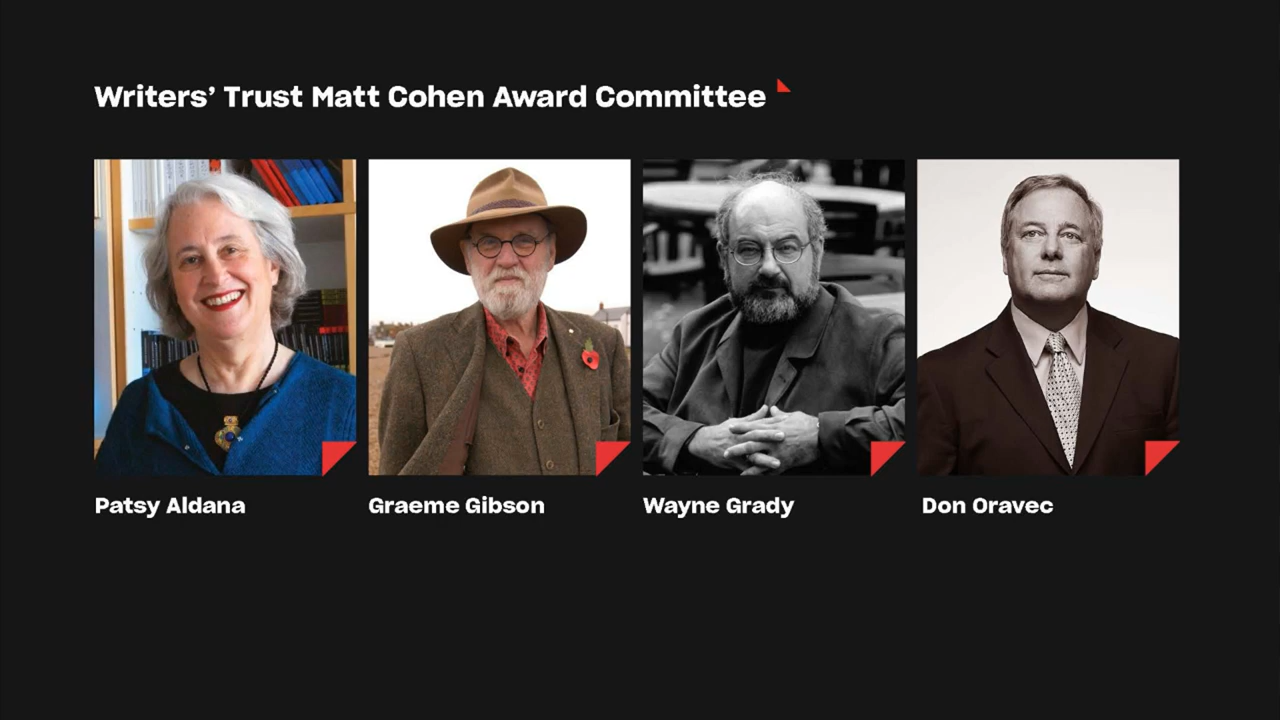 Writers’ Trust Matt Cohen Award Committee
Patsy Aldana
Graeme Gibson
Wayne Grady
Don Oravec